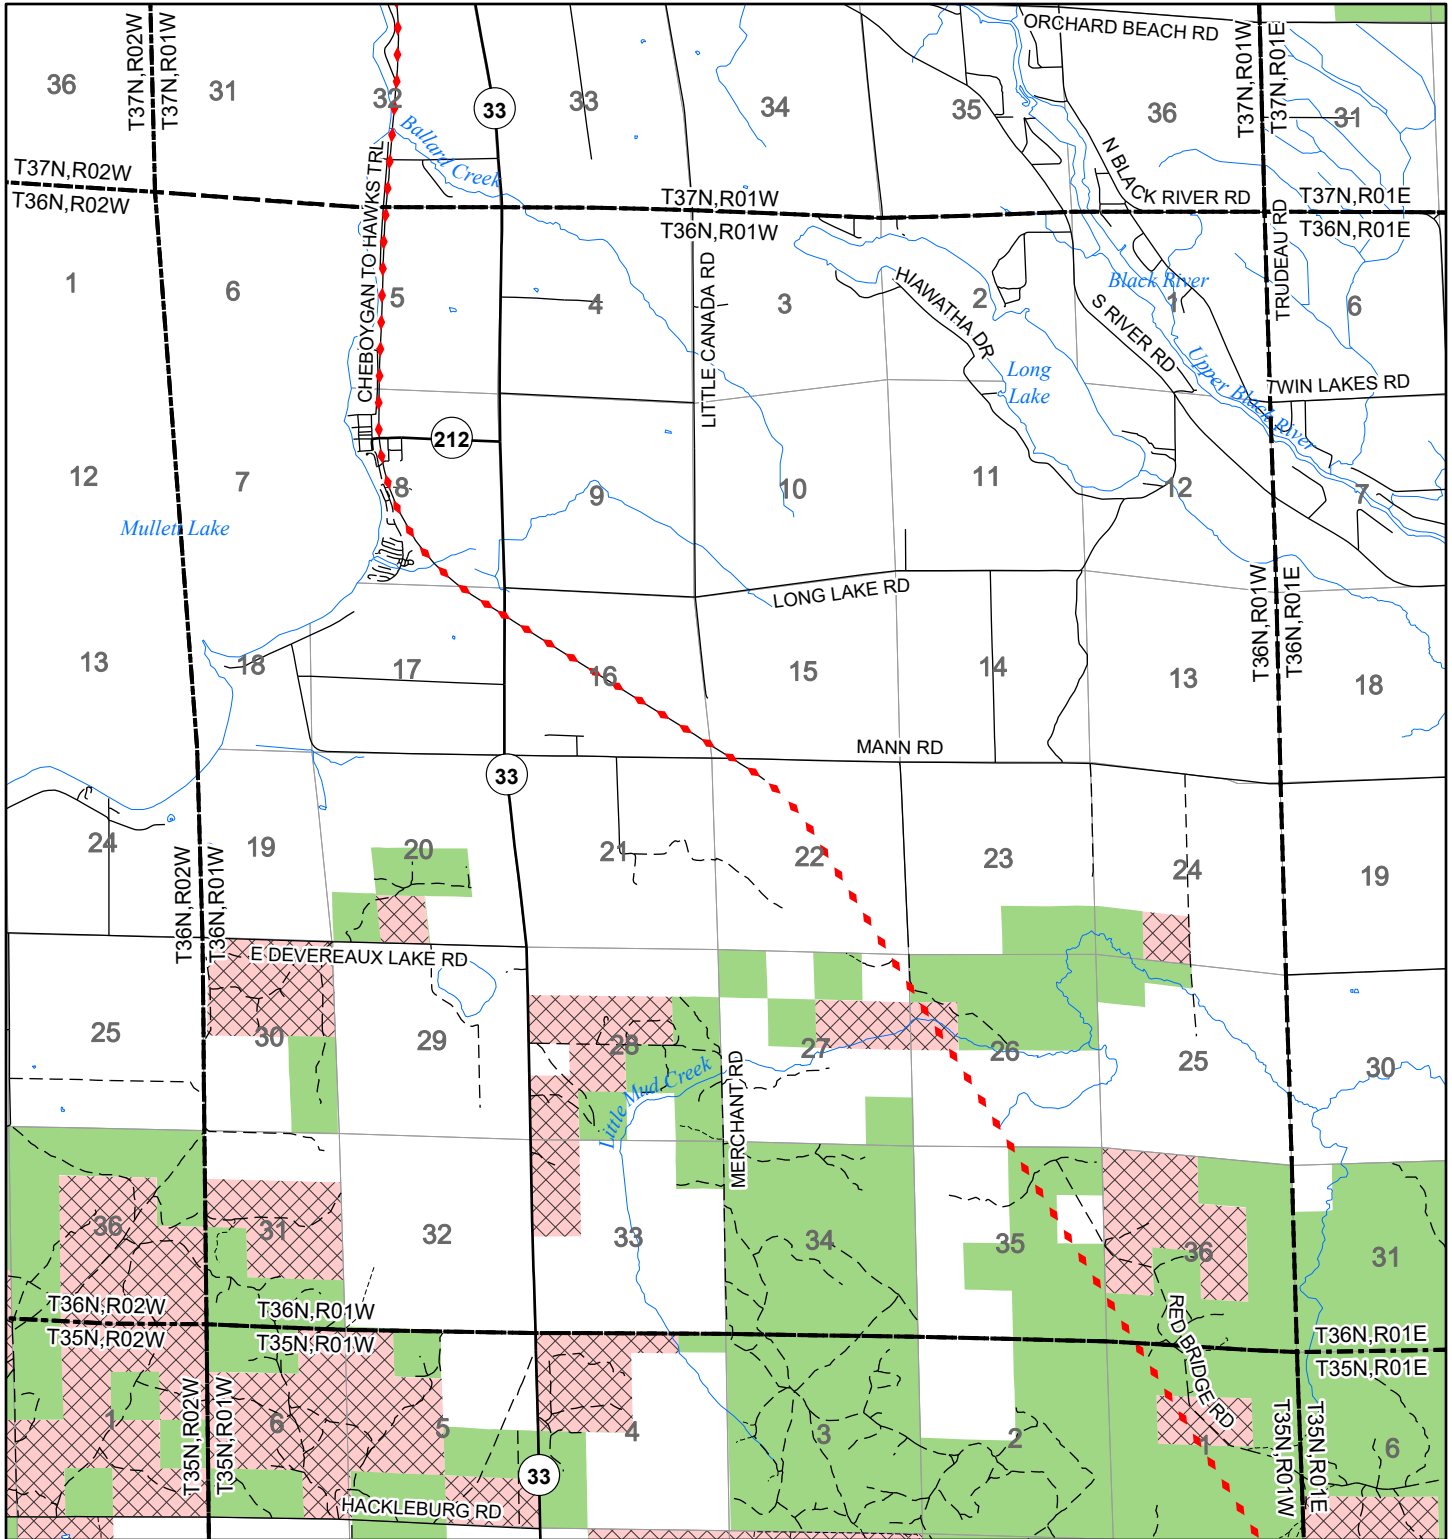 ORCHARD BEACH RD
T37N,R02W
T37N,R01W
T37N,R01W
T37N,R01E
36
31
32
33
33
34
35
36
31
Ballard Creek
N BLACK RIVER RD
T37N,R02W
T36N,R02W
T37N,R01W
T36N,R01W
T37N,R01E
T36N,R01E
CHEBOYGAN TO HAWKS TRL
LITTLE CANADA RD
TRUDEAU RD
1
6
5
4
3
2
1
6
HIAWATHA DR
Black River
S RIVER RD
Long
Lake
Upper Black River
TWIN LAKES RD
212
12
7
8
9
10
11
12
7
Mullett Lake
T36N,R01W
T36N,R01E
LONG LAKE RD
13
18
17
16
15
14
13
18
MANN RD
33
24
19
20
21
22
23
24
19
T36N,R02W
T36N,R01W
E DEVEREAUX LAKE RD
25
30
29
28
27
26
25
30
Little Mud Creek
MERCHANT RD
36
31
32
33
34
35
36
31
T36N,R02W
T35N,R02W
T36N,R01W
T35N,R01W
RED BRIDGE RD
T36N,R01E
T35N,R01E
T35N,R02W
T35N,R01W
1
6
5
4
3
2
1
6
T35N,R01W
T35N,R01E
33
HACKLEBURG RD